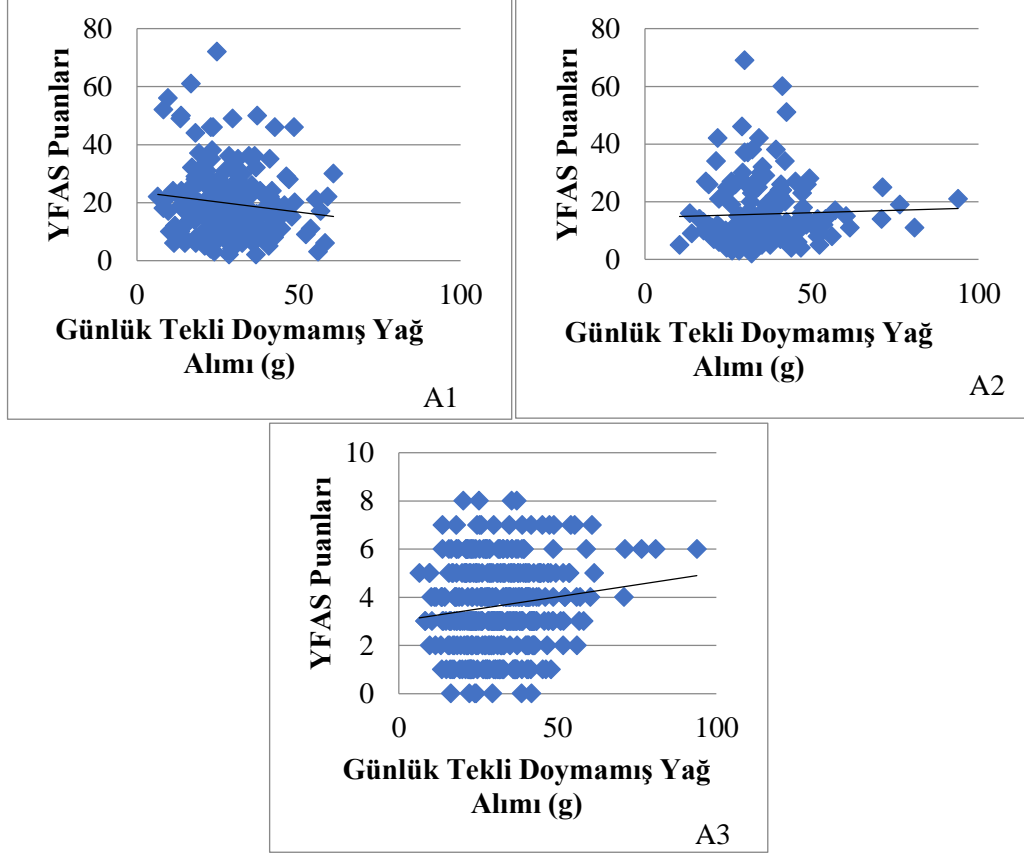 YFAS Puanları
80
60
40
20
0
0
50
100
Günlük Tekli Doymamış Yağ
Alımı (g)
A1
YFAS Puanları
80
60
40
20
0
0
50
100
Günlük Tekli Doymamış Yağ
Alımı (g)
A2
YFAS Puanları
10
8
6
4
2
0
0
50
100
Günlük Tekli Doymamış Yağ
Alımı (g)
A3